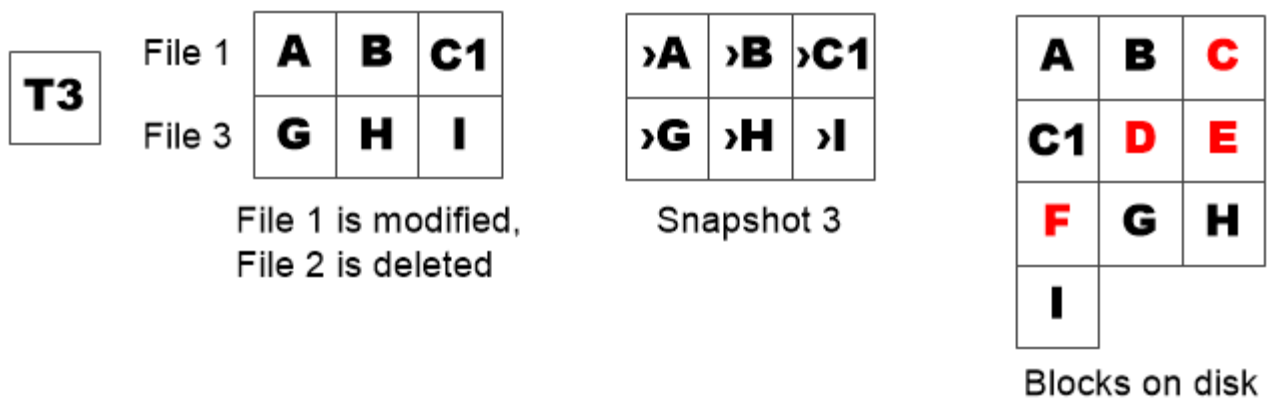 T3
File 1 A B C1
File 3 G H I
File 1 is modified,
File 2 is deleted
›A ›B ›C1
›G ›H ›I
Snapshot 3
A B C
C1 D E
F G H
I
Blocks on disk